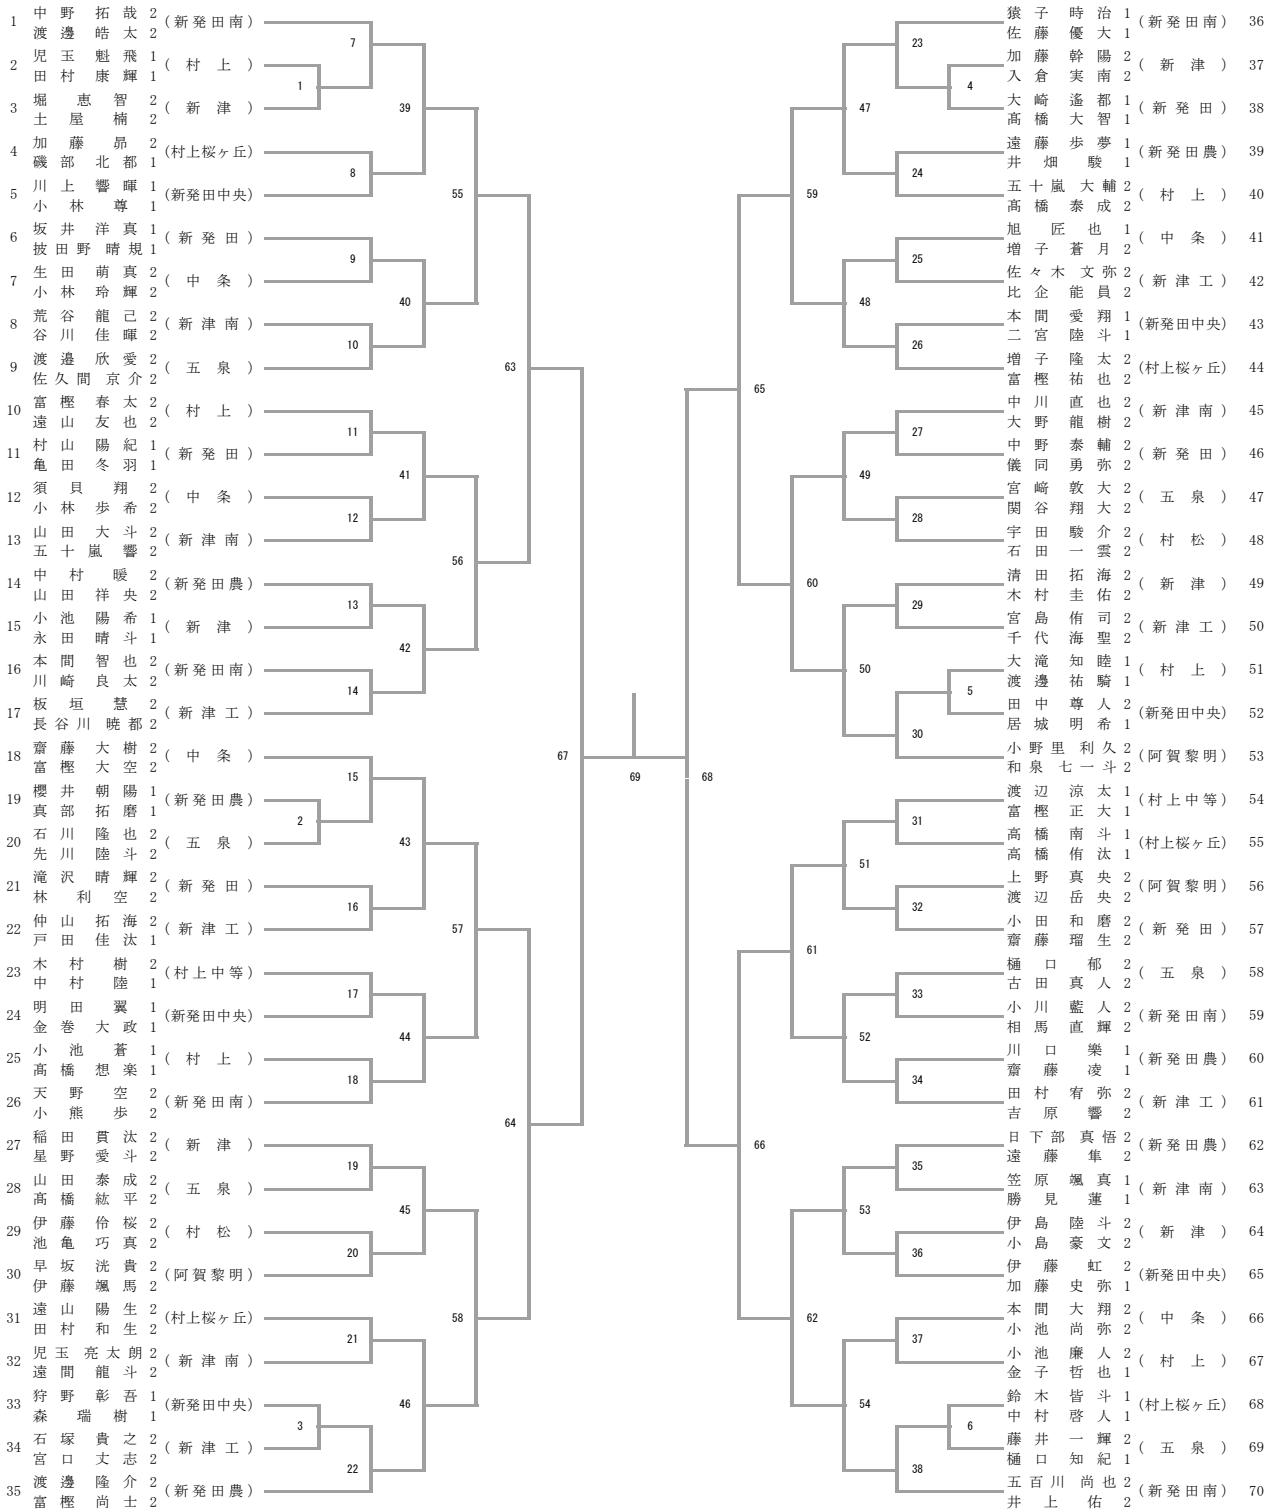 1 中野 拓哉 2 (新発田南)
渡邊 皓太 2
2 児玉 魁飛 1 (村上)
田村 康輝 1
3 堀 恵智 2 (新津)
土屋 楠 2
4 加藤 昴 2 (村上桜ヶ丘)
磯部 北都 1
5 川上 響暉 1 (新発田中央)
小林 尊 1
6 坂井 洋真 1 (新発田)
披田野 晴規 1
7 生田 萌真 2 (中条)
小林 玲輝 2
8 荒谷 龍己 2 (新津南)
谷川 佳暉 2
9 渡邉 欣愛 2 (五泉)
佐久間 京介 2
10 富樫 春太 2 (村上)
遠山 友也 2
11 村山 陽紀 1 (新発田)
亀田 冬羽 1
12 須貝 翔 2 (中条)
小林 歩希 2
13 山田 大斗 2 (新津南)
五十嵐 響 2
14 中村 暖 2 (新発田農)
山田 祥央 2
15 小池 陽希 1 (新津)
永田 晴斗 1
16 本間 智也 2 (新発田南)
川崎 良太 2
17 板垣 慧 2 (新津工)
長谷川 暁都 2
18 齋藤 大樹 2 (中条)
富樫 大空 2
19 櫻井 朝陽 1 (新発田農)
真部 拓磨 1
20 石川 隆也 2 (五泉)
先川 陸斗 2
21 滝沢 晴輝 2 (新発田)
林 利空 2
22 仲山 拓海 2 (新津工)
戸田 佳汰 1
23 木村 樹 2 (村上中等)
中村 陸 1
24 明田 翼 1 (新発田中央)
金巻 大政 1
25 小池 蒼 1 (村上)
髙橋 想楽 1
26 天野 空 2 (新発田南)
小熊 歩 2
27 稲田 貫汰 2 (新津)
星野 愛斗 2
28 山田 泰成 2 (五泉)
髙橋 紘平 2
29 伊藤 伶桜 2 (村松)
池亀 巧真 2
30 早坂 洸貴 2 (阿賀黎明)
伊藤 颯馬 2
31 遠山 陽生 2 (村上桜ヶ丘)
田村 和生 2
32 児玉 亮太朗 2 (新津南)
遠間 龍斗 2
33 狩野 彰吾 1 (新発田中央)
森 瑞樹 1
34 石塚 貴之 2 (新津工)
宮口 丈志 2
35 渡邊 隆介 2 (新発田農)
富樫 尚士 2
7
1
39
8
55
9
40
10
63
11
41
12
56
13
42
14
67
15
2
43
16
57
17
44
18
64
19
45
20
58
21
46
3
22
69
68
23
4
47
24
59
25
48
26
65
27
49
28
60
29
50
5
30
31
51
32
61
33
52
34
66
35
53
36
62
37
54
6
38
猿子 時治 1 (新発田南) 36
佐藤 優大 1
加藤 幹陽 2 (新津) 37
入倉 実南 2
大崎 遙都 1 (新発田) 38
髙橋 大智 1
遠藤 歩夢 1 (新発田農) 39
井畑 駿 1
五十嵐 大輔 2 (村上) 40
髙橋 泰成 2
旭 匠也 1 (中条) 41
増子 蒼月 2
佐々木 文弥 2 (新津工) 42
比企 能員 2
本間 愛翔 1 (新発田中央) 43
二宮 陸斗 1
増子 隆太 2 (村上桜ヶ丘) 44
富樫 祐也 2
中川 直也 2 (新津南) 45
大野 龍樹 2
中野 泰輔 2 (新発田) 46
儀同 勇弥 2
宮﨑 敦大 2 (五泉) 47
関谷 翔大 2
宇田 駿介 2 (村松) 48
石田 一雲 2
清田 拓海 2 (新津) 49
木村 圭佑 2
宮島 侑司 2 (新津工) 50
千代 海聖 2
大滝 知睦 1 (村上) 51
渡邊 祐騎 1
田中 尊人 2 (新発田中央) 52
居城 明希 1
小野里 利久 2 (阿賀黎明) 53
和泉 七一斗 2
渡辺 涼太 1 (村上中等) 54
富樫 正大 1
高橋 南斗 1 (村上桜ヶ丘) 55
高橋 侑汰 1
上野 真央 2 (阿賀黎明) 56
渡辺 岳央 2
小田 和磨 2 (新発田) 57
齋藤 瑠生 2
樋口 郁 2 (五泉) 58
古田 真人 2
小川 藍人 2 (新発田南) 59
相馬 直輝 2
川口 樂 1 (新発田農) 60
齋藤 凌 1
田村 宥弥 2 (新津工) 61
吉原 響 2
日下部 真悟 2 (新発田農) 62
遠藤 隼 2
笠原 颯真 1 (新津南) 63
勝見 蓮 1
伊島 陸斗 2 (新津) 64
小島 豪文 2
伊藤 虹 2 (新発田中央) 65
加藤 史弥 1
本間 大翔 2 (中条) 66
小池 尚弥 2
小池 廉人 2 (村上) 67
金子 哲也 1
鈴木 皆斗 1 (村上桜ヶ丘) 68
中村 啓人 1
藤井 一輝 2 (五泉) 69
樋口 知紀 1
五百川 尚也 2 (新発田南) 70
井上 佑 2